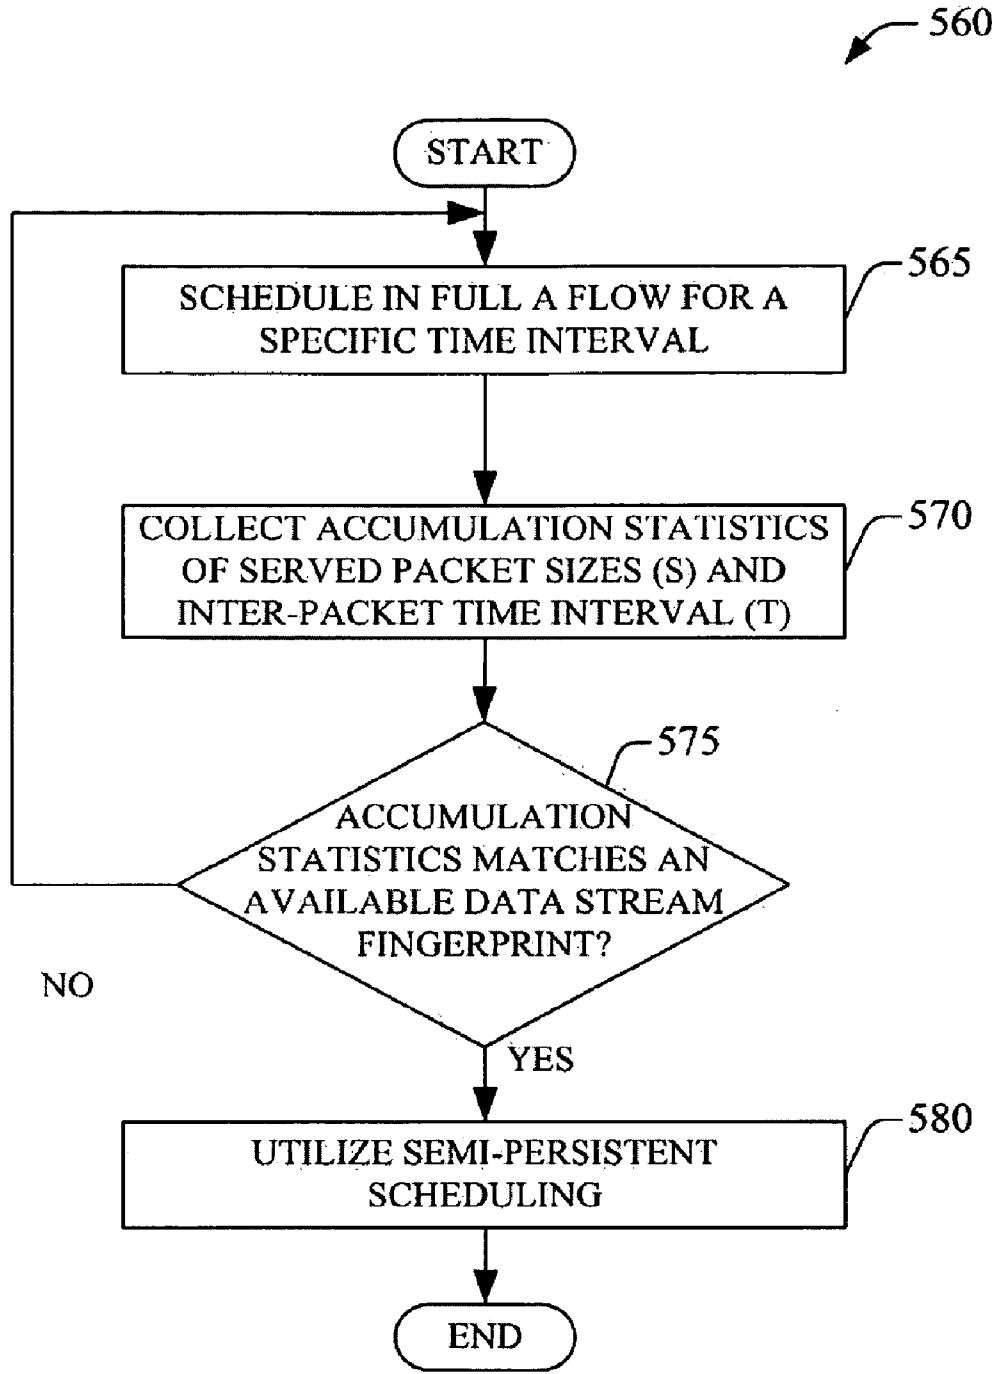 560
START
565
SCHEDULE IN FULL A FLOW FOR A
SPECIFIC TIME INTERVAL
570
COLLECT ACCUMULATION STATISTICS
OF SERVED PACKET SIZES (S) AND
INTER-PACKET TIME INTERVAL (T)
575
ACCUMULATION
STATISTICS MATCHES AN
AVAILABLE DATA STREAM
FINGERPRINT?
NO
YES
580
UTILIZE SEMI-PERSISTENT
SCHEDULING
END